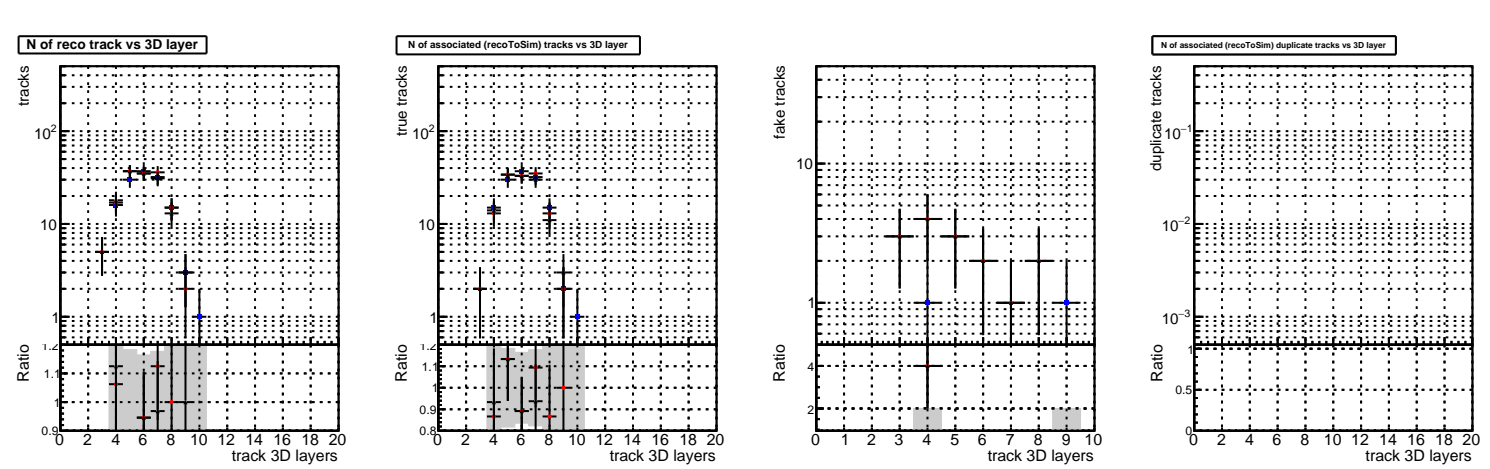 N of reco track vs 3D layer
tracks
10²
10
1
Ratio
1.2
1.1
1
0.9
0 2 4 6 8 10 12 14 16 18 20
track 3D layers
N of associated (recoToSim) tracks vs 3D layer
true tracks
10²
10
1
Ratio
1.2
1.1
1
0.9
0.8
0 2 4 6 8 10 12 14 16 18 20
track 3D layers
fake tracks
10
1
Ratio
4
2
0 1 2 3 4 5 6 7 8 9 10
track 3D layers
N of associated (recoToSim) duplicate tracks vs 3D layer
duplicate tracks
10⁻¹
10⁻²
10⁻³
Ratio
1
0.5
0
0 2 4 6 8 10 12 14 16 18 20
track 3D layers